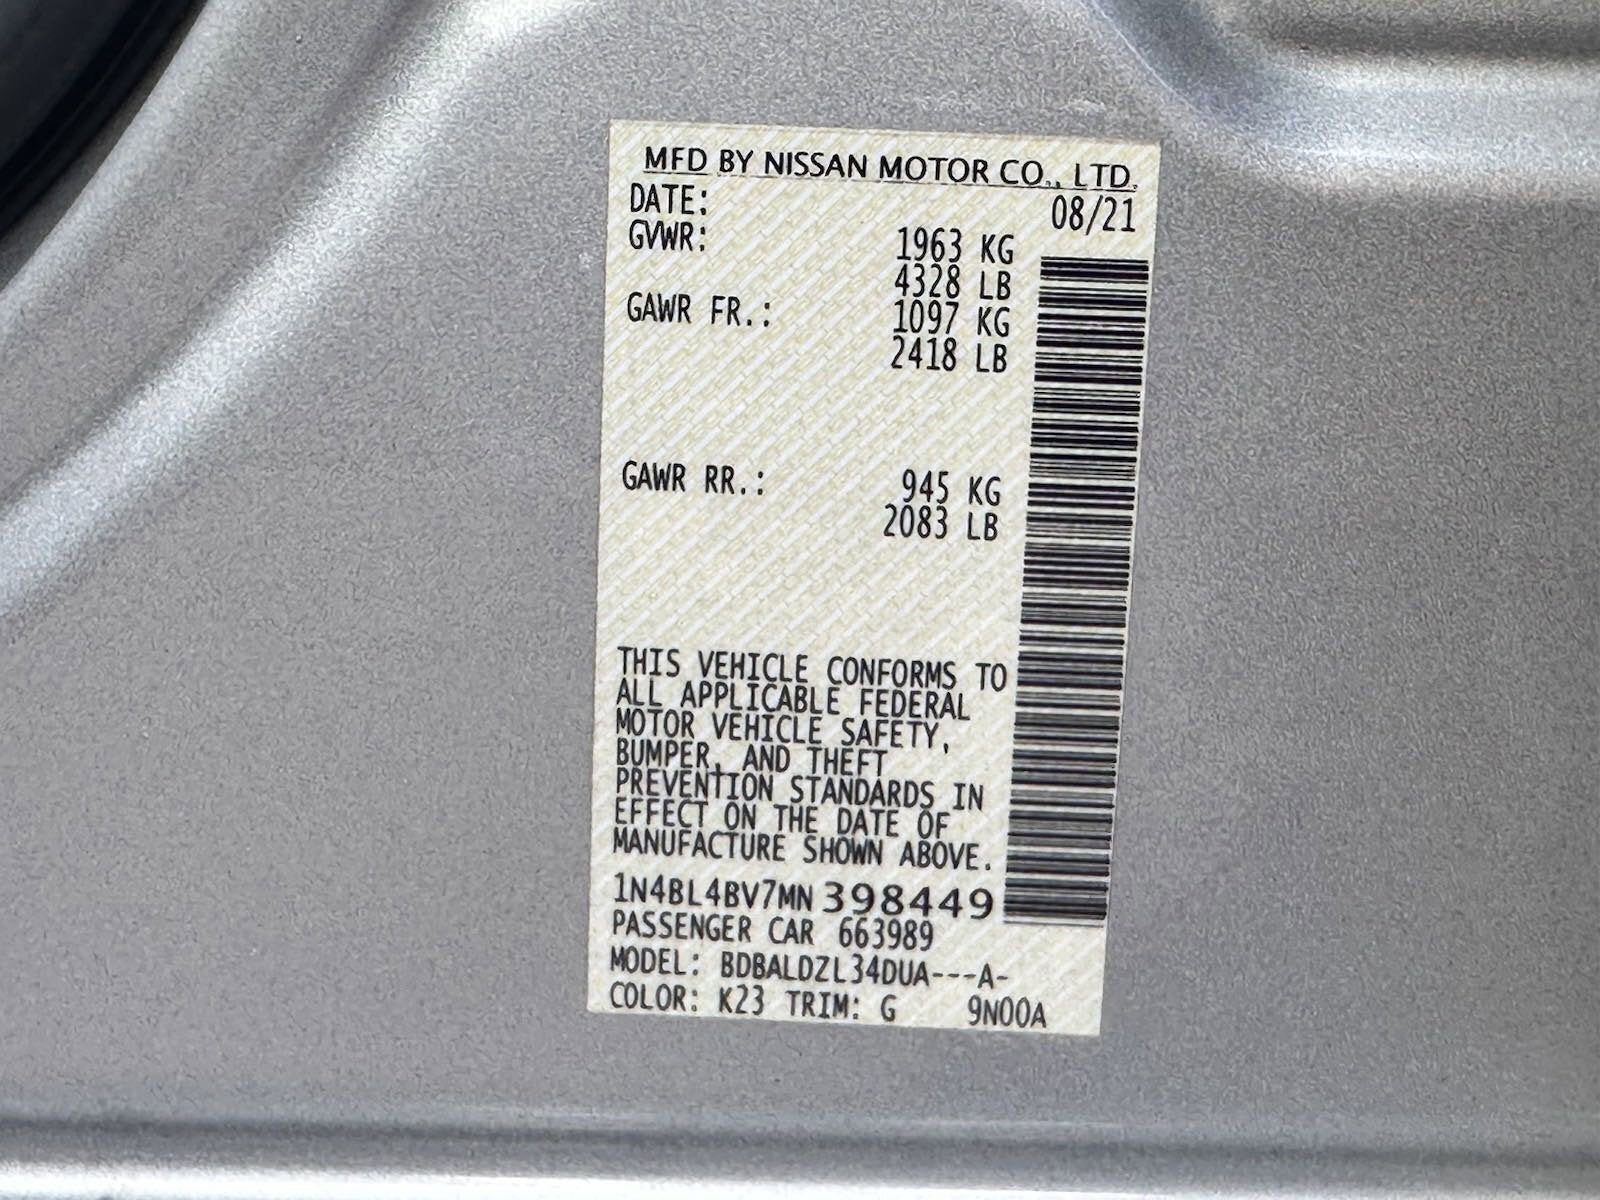 MFD BY NISSAN MOTOR CO., LTD.
DATE: 08/21
GVWR: 1963 KG
4328 LB
GAWR FR.: 1097 KG
2418 LB
GAWR RR.: 945 KG
2083 LB
THIS VEHICLE CONFORMS TO
ALL APPLICABLE FEDERAL
MOTOR VEHICLE SAFETY,
BUMPER, AND THEFT
PREVENTION STANDARDS IN
EFFECT ON THE DATE OF
MANUFACTURE SHOWN ABOVE.
1N4BL4BV7MN398449
PASSENGER CAR 663989
MODEL: BDBALDZL34DUA---A-
COLOR: K23 TRIM: G 9N00A